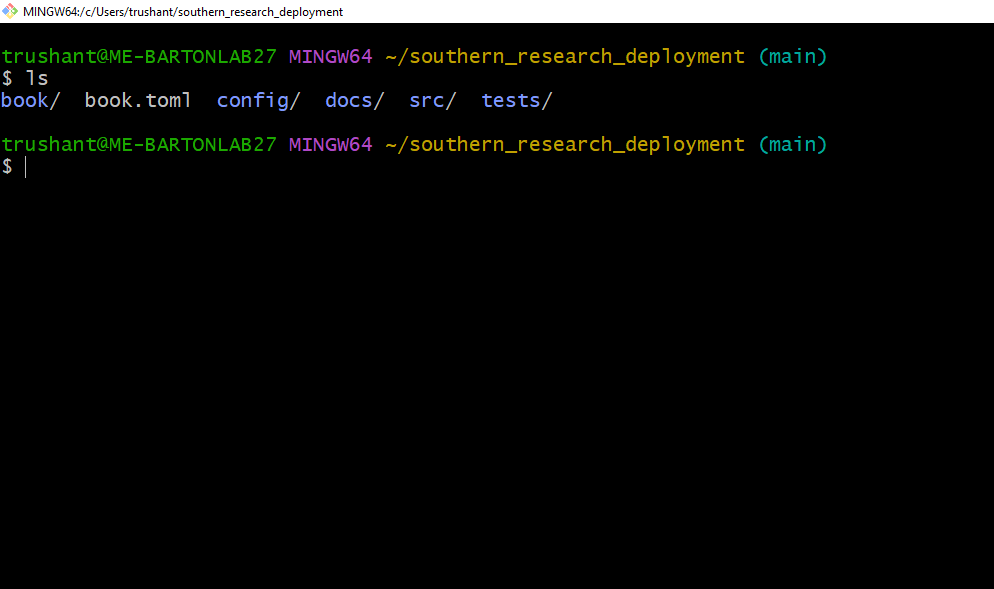 MINGW64:/c/Users/trushant/southern_research_deployment
trushant@ME-BARTONLAB27 MINGW64 ~/southern_research_deployment (main)
$ ls
book/  book.toml  config/  docs/  src/  tests/
trushant@ME-BARTONLAB27 MINGW64 ~/southern_research_deployment (main)
$